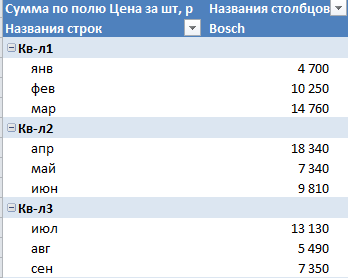 Сумма по полю Цена за шт, р Названия столбцов
Названия строк Bosch
Кв-л1
янв 4 700
фев 10 250
мар 14 760
Кв-л2
апр 18 340
май 7 340
июн 9 810
Кв-л3
июл 13 130
авг 5 490
сен 7 350